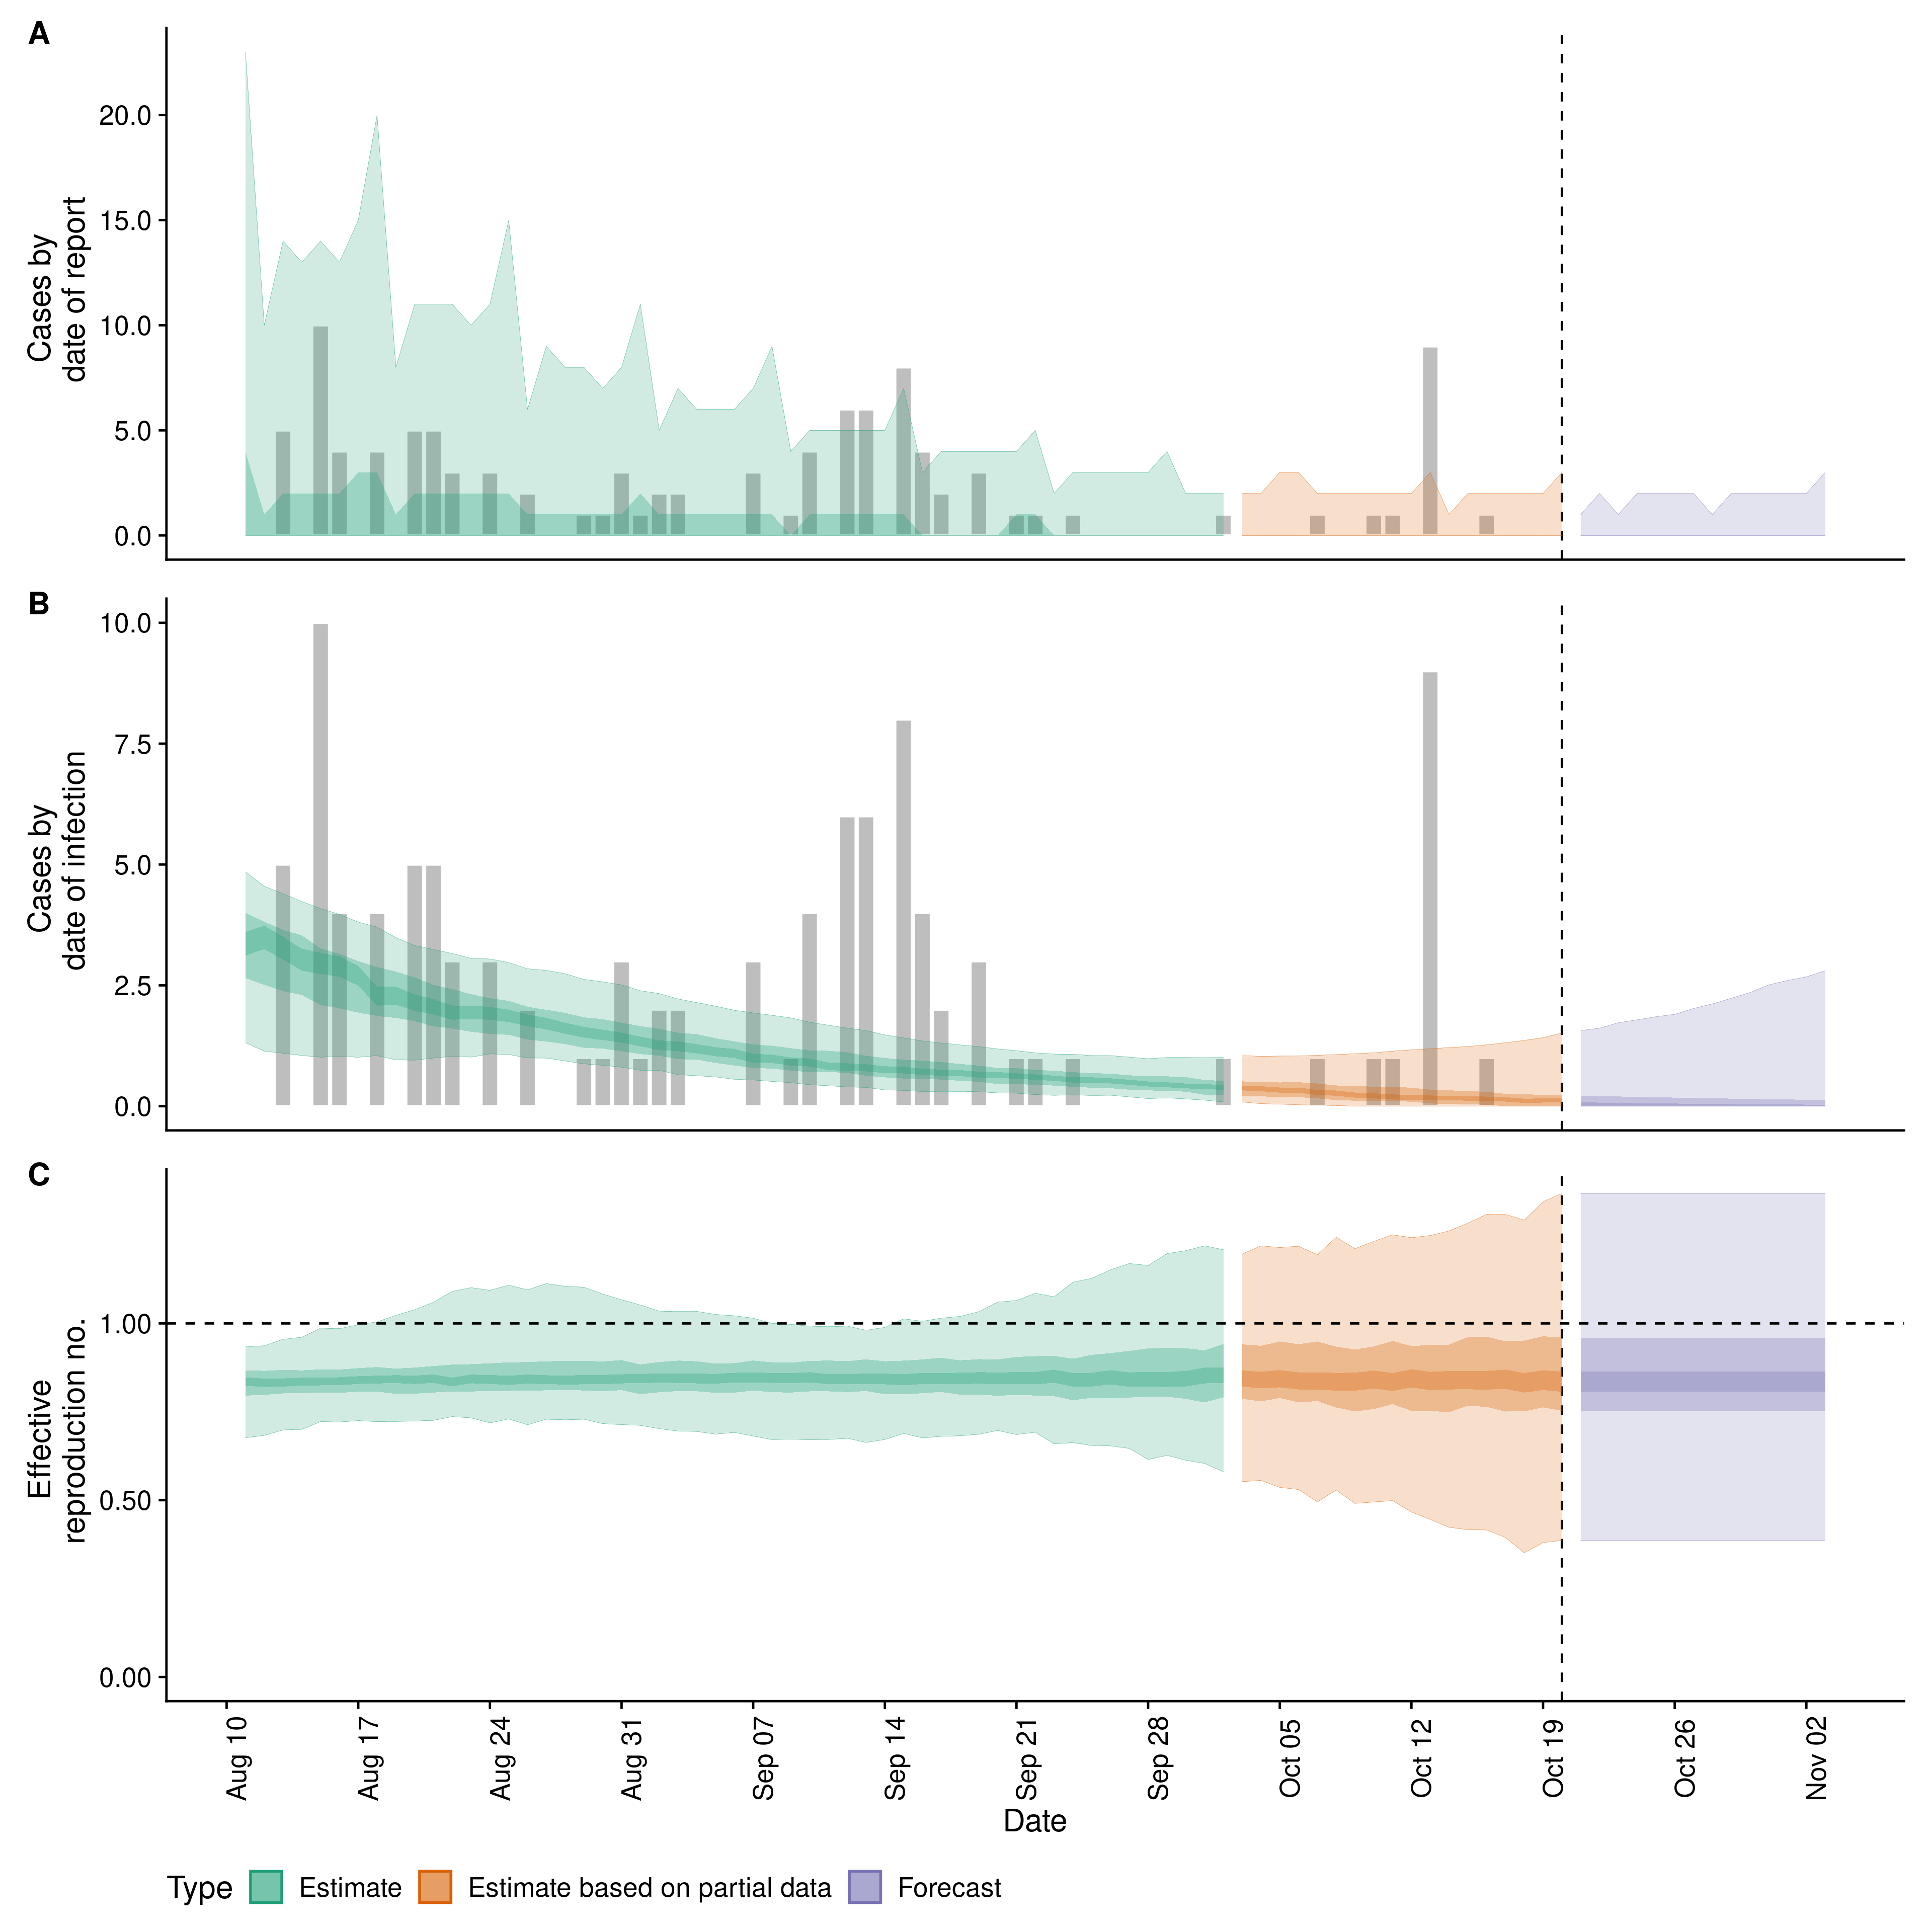 A
Cases by
date of report
20.0
15.0
10.0
5.0
0.0
B
Cases by
date of infection
10.0
7.5
5.0
2.5
0.0
C
Effective
reproduction no.
1.00
0.50
0.00
Aug 10
Aug 17
Aug 24
Aug 31
Sep 07
Sep 14
Sep 21
Sep 28
Oct 05
Oct 12
Oct 19
Oct 26
Nov 02
Date
Type Estimate Estimate based on partial data Forecast